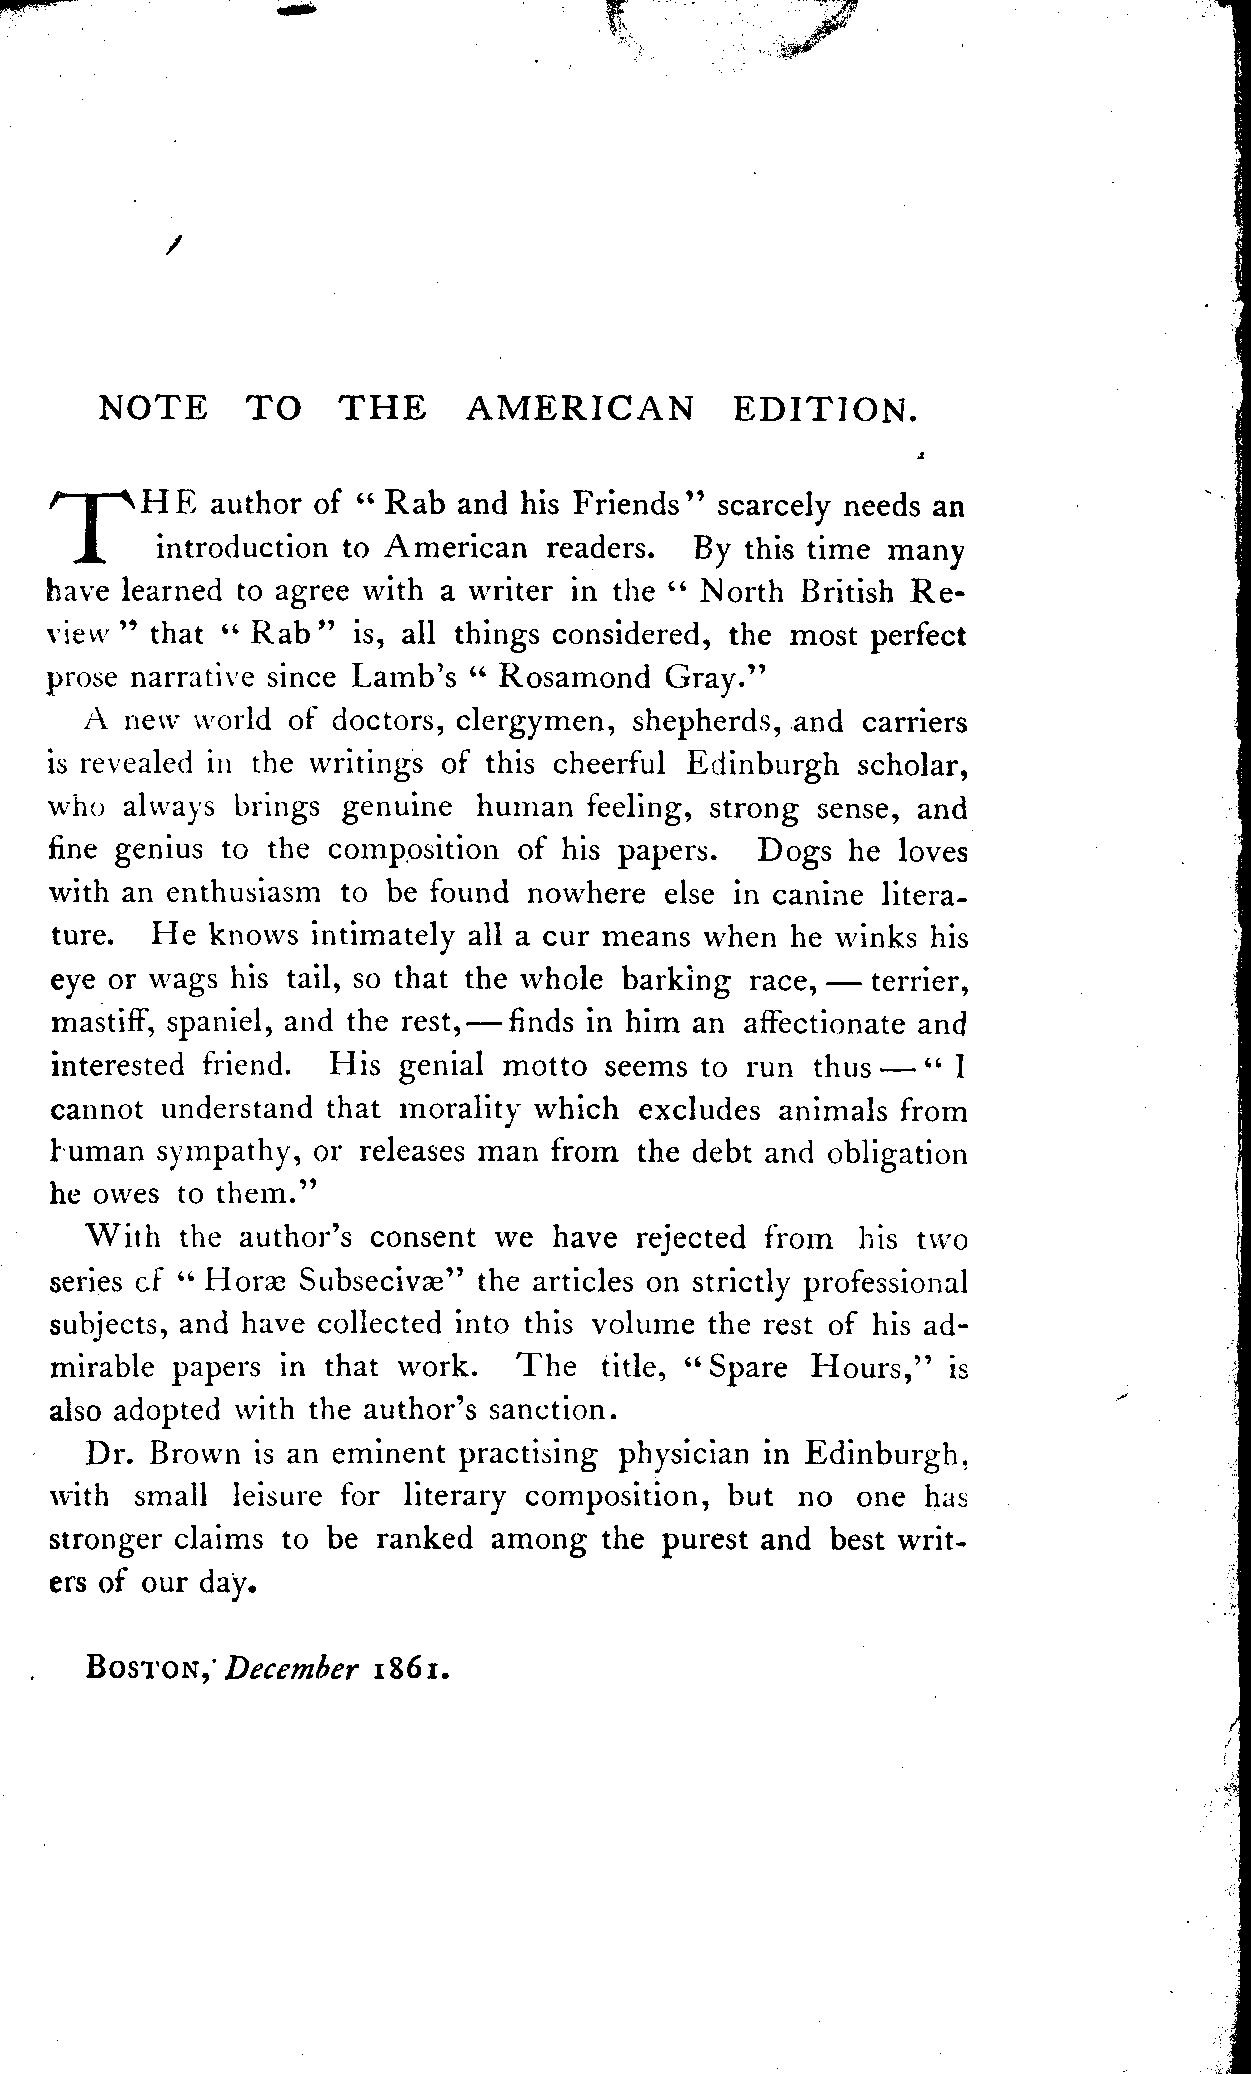 NOTE TO THE AMERICAN EDITION.
THE author of “Rab and his Friends” scarcely needs an
introduction to American readers. By this time many
have learned to agree with a writer in the “North British Re-
view” that “Rab” is, all things considered, the most perfect
prose narrative since Lamb's “Rosamond Gray.”
A new world of doctors, clergymen, shepherds, and carriers
is revealed in the writings of this cheerful Edinburgh scholar,
who always brings genuine human feeling, strong sense, and
fine genius to the composition of his papers. Dogs he loves
with an enthusiasm to be found nowhere else in canine litera-
ture. He knows intimately all a cur means when he winks his
eye or wags his tail, so that the whole barking race, — terrier,
mastiff, spaniel, and the rest, — finds in him an affectionate and
interested friend. His genial motto seems to run thus — “I
cannot understand that morality which excludes animals from
human sympathy, or releases man from the debt and obligation
he owes to them.”
With the author's consent we have rejected from his two
series of “Horæ Subsecivæ” the articles on strictly professional
subjects, and have collected into this volume the rest of his ad-
mirable papers in that work. The title, “Spare Hours,” is
also adopted with the author's sanction.
Dr. Brown is an eminent practising physician in Edinburgh,
with small leisure for literary composition, but no one has
stronger claims to be ranked among the purest and best writ-
ers of our day.
BOSTON, December 1861.